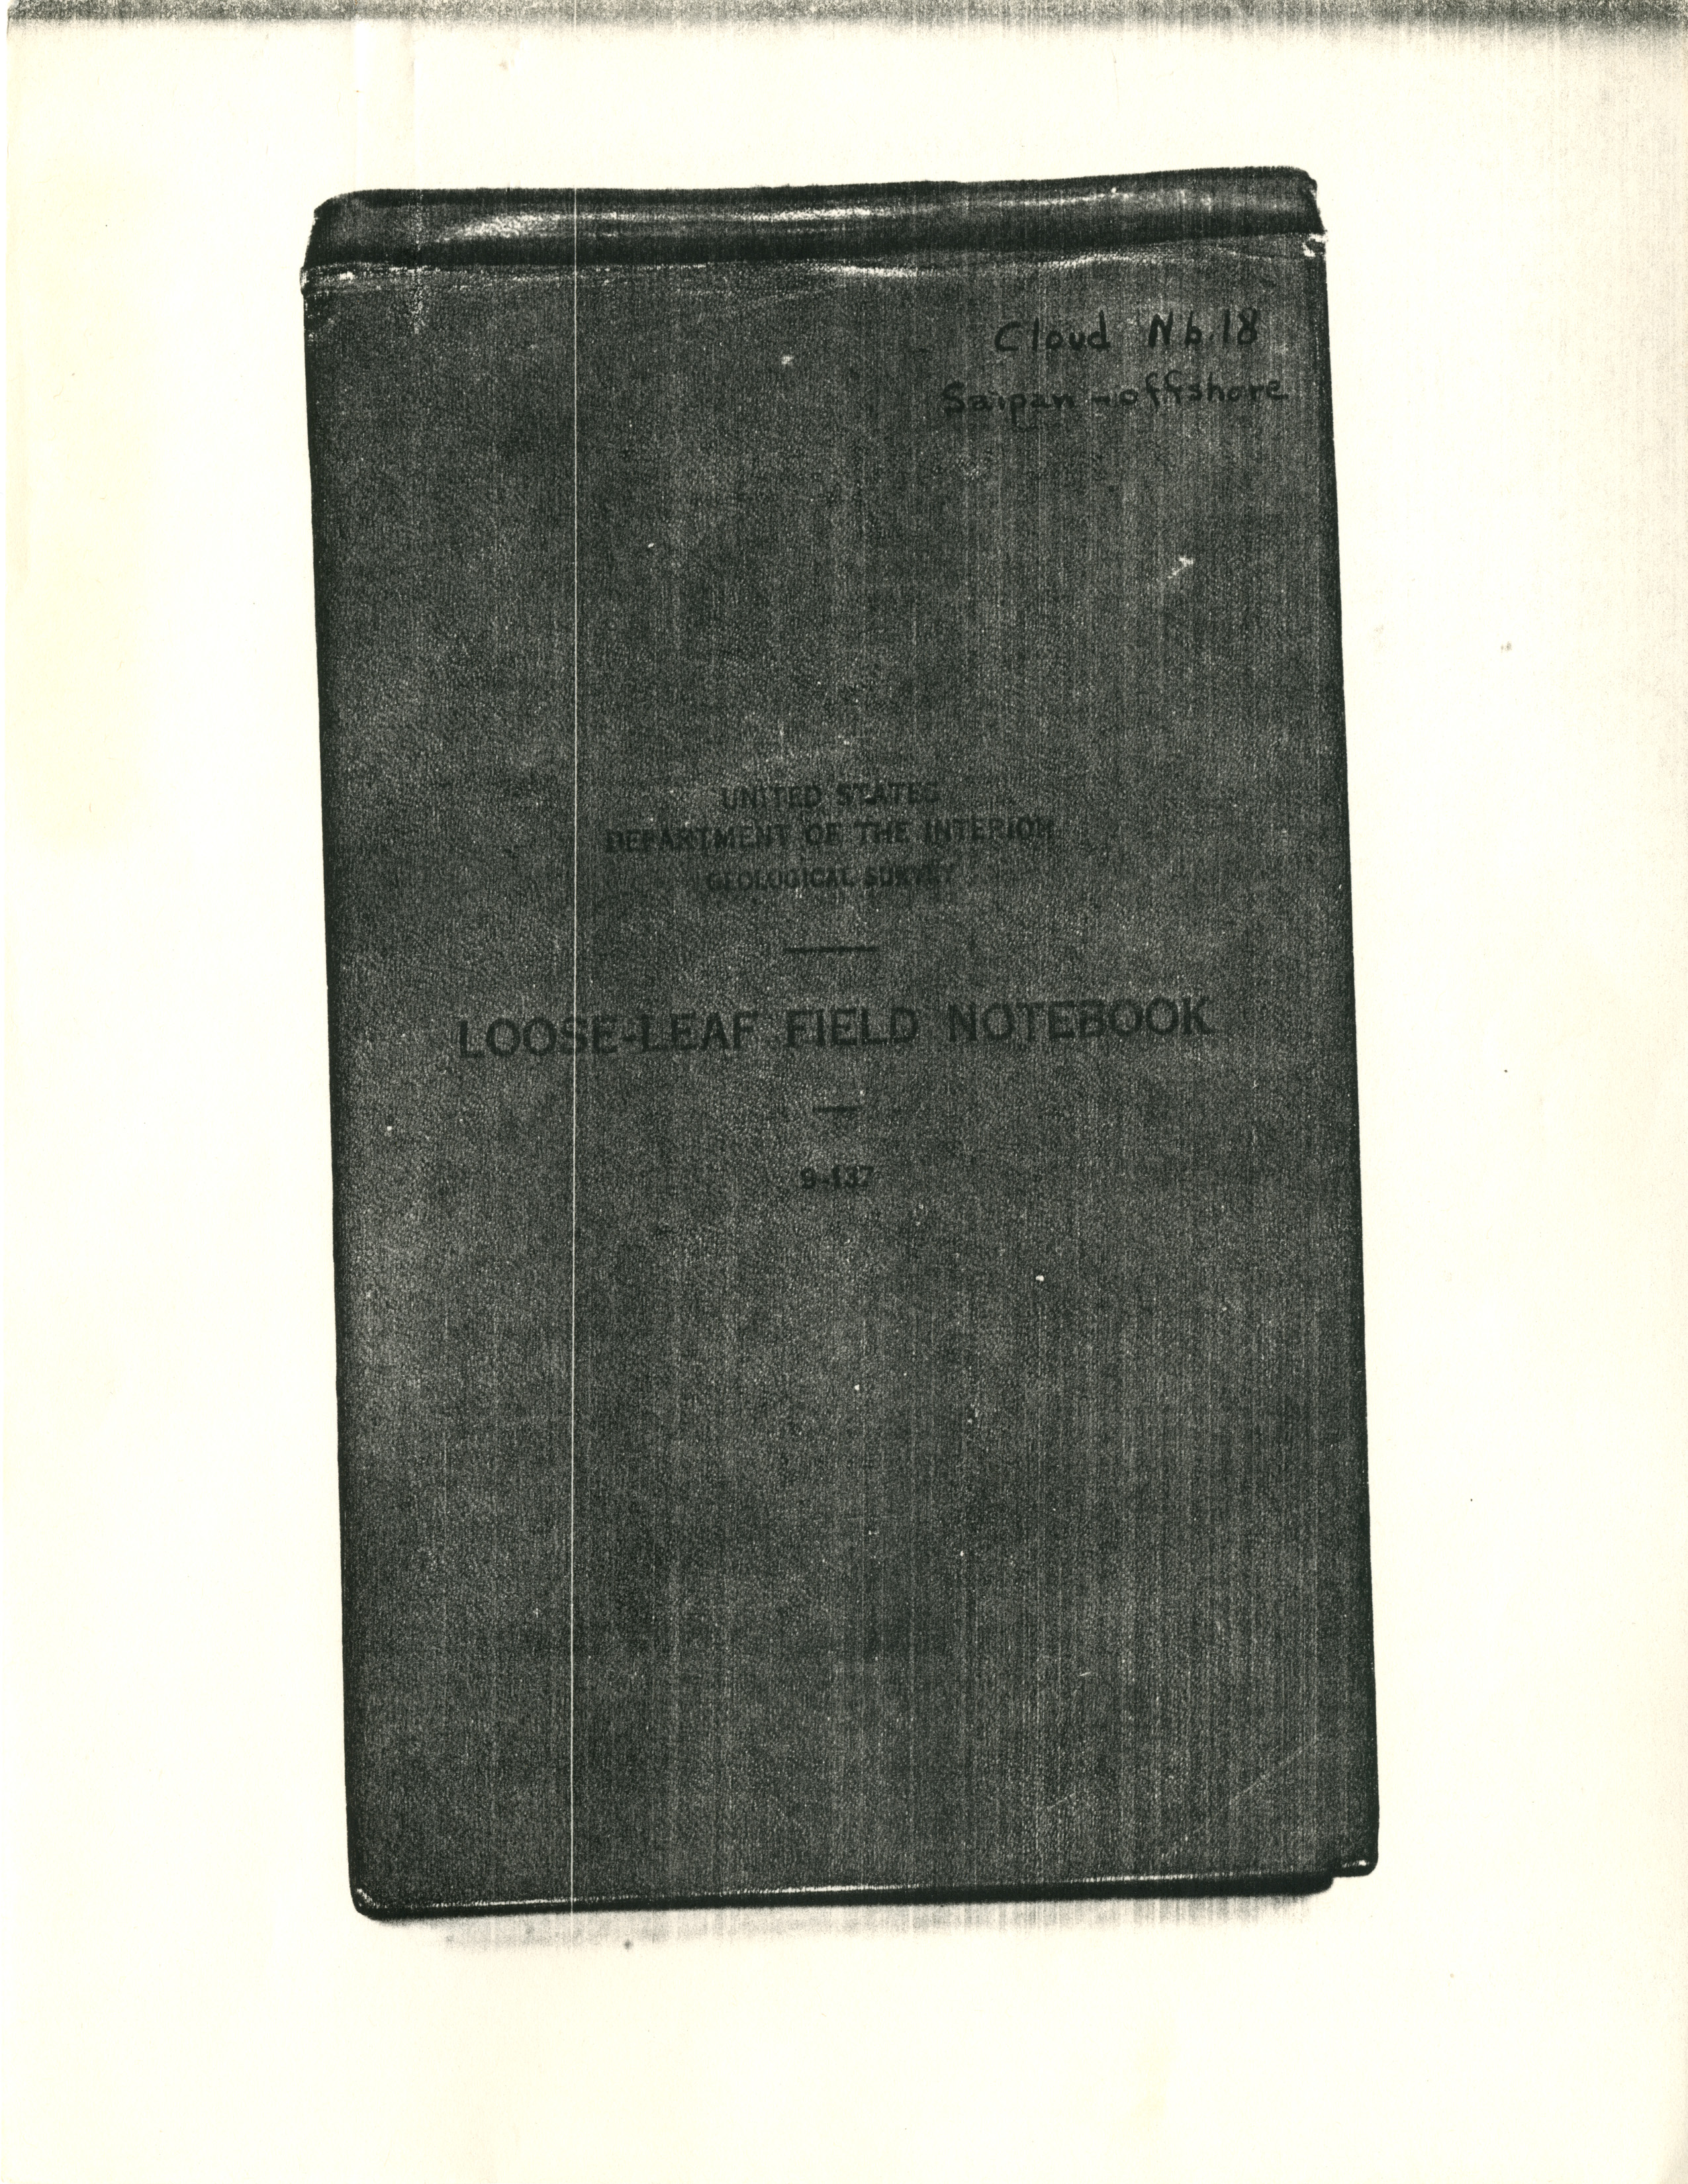 Cloud Nb.18
Saipan - offshore
UNITED STATES
DEPARTMENT OF THE INTERIOR
GEOLOGICAL SURVEY
LOOSE-LEAF FIELD NOTEBOOK
9-137